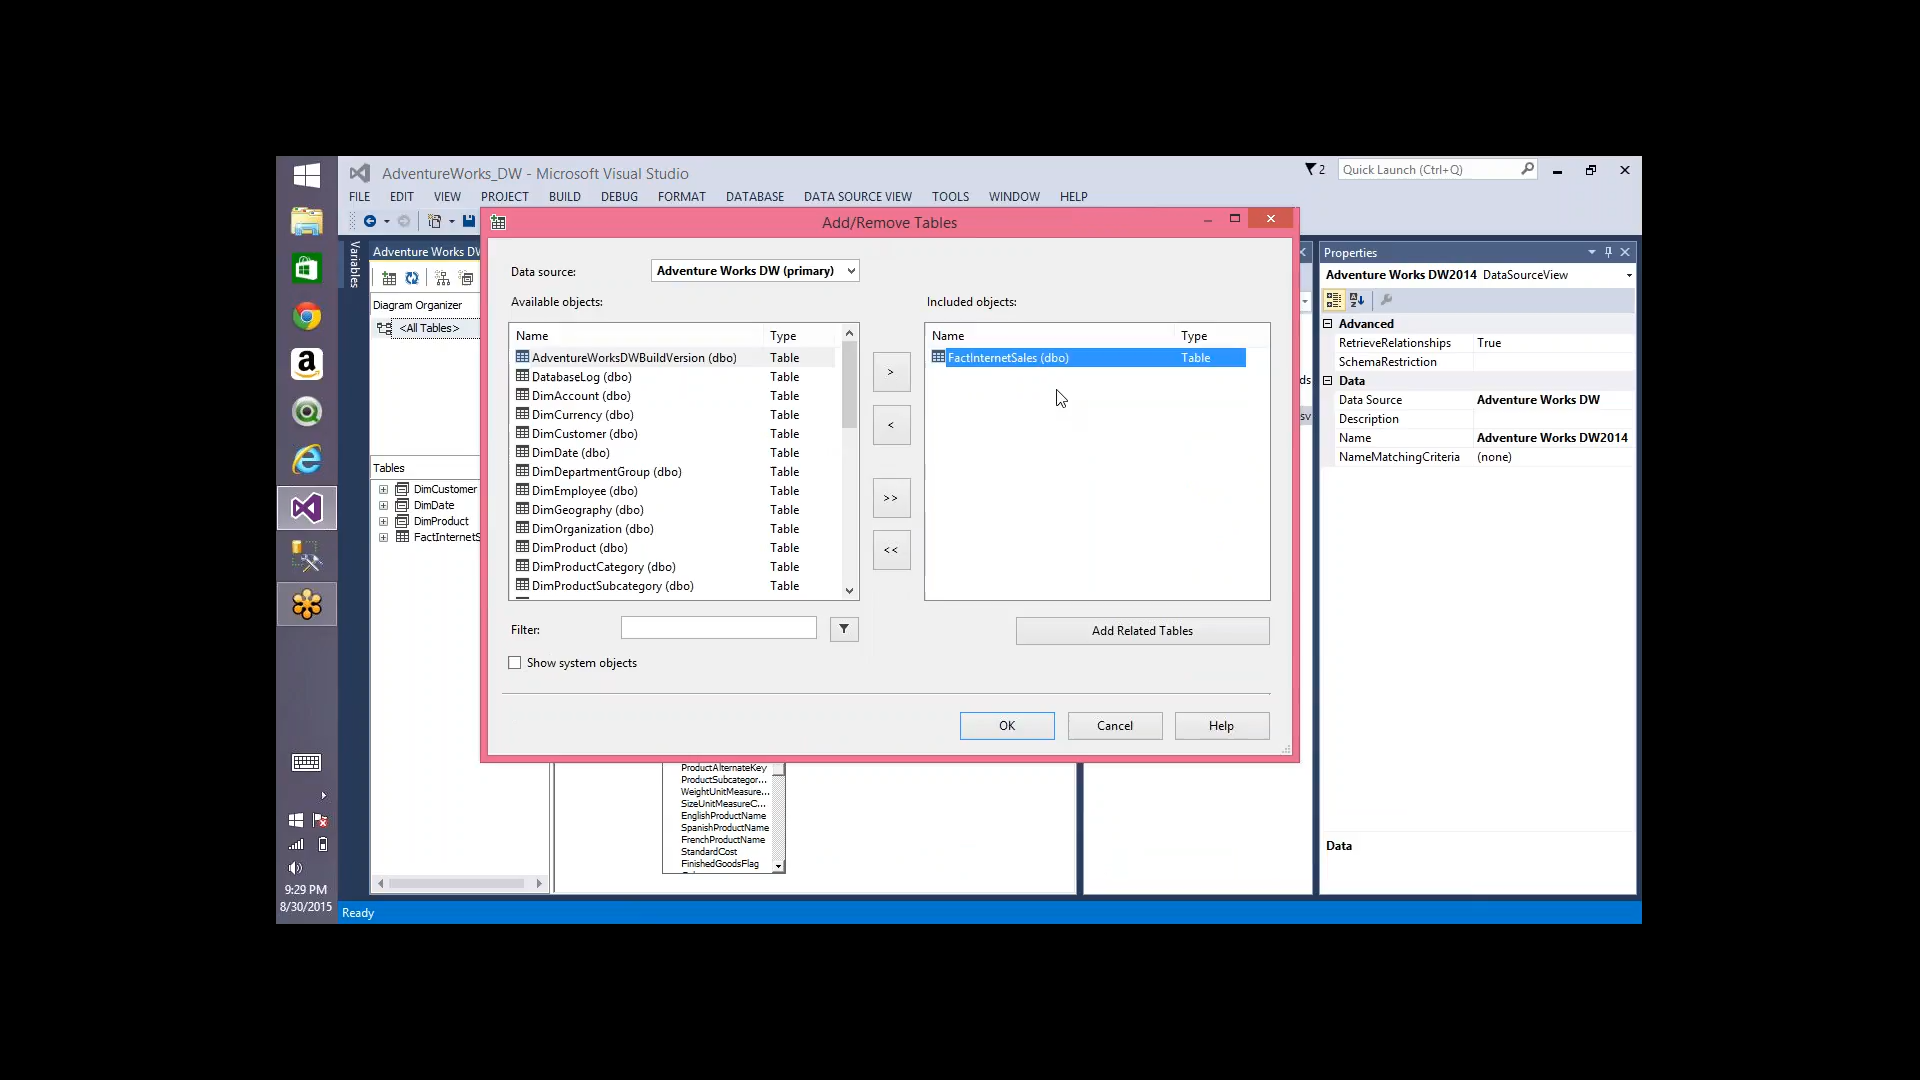 AdventureWorks_DW - Microsoft Visual Studio
2
Quick Launch (Ctrl+Q)
FILE EDIT VIEW PROJECT BUILD DEBUG FORMAT DATABASE DATA SOURCE VIEW TOOLS WINDOW HELP
Variables
Adventure Works DW
Diagram Organizer
<All Tables>
Tables
DimCustomer
DimDate
DimProduct
FactInternetS
Add/Remove Tables
Data source: Adventure Works DW (primary)
Available objects:
Name Type
AdventureWorksDWBuildVersion (dbo) Table
DatabaseLog (dbo) Table
DimAccount (dbo) Table
DimCurrency (dbo) Table
DimCustomer (dbo) Table
DimDate (dbo) Table
DimDepartmentGroup (dbo) Table
DimEmployee (dbo) Table
DimGeography (dbo) Table
DimOrganization (dbo) Table
DimProduct (dbo) Table
DimProductCategory (dbo) Table
DimProductSubcategory (dbo) Table
>
<
>>
<<
Included objects:
Name Type
FactInternetSales (dbo) Table
Filter:
Add Related Tables
Show system objects
OK Cancel Help
ProductAlternateKey
ProductSubcategor...
WeightUnitMeasure...
SizeUnitMeasureC...
EnglishProductName
SpanishProductName
FrenchProductName
StandardCost
FinishedGoodsFlag
ds
sv
Properties
Adventure Works DW2014 DataSourceView
Advanced
RetrieveRelationships True
SchemaRestriction
Data
Data Source Adventure Works DW
Description
Name Adventure Works DW2014
NameMatchingCriteria (none)
Data
9:29 PM
8/30/2015
Ready